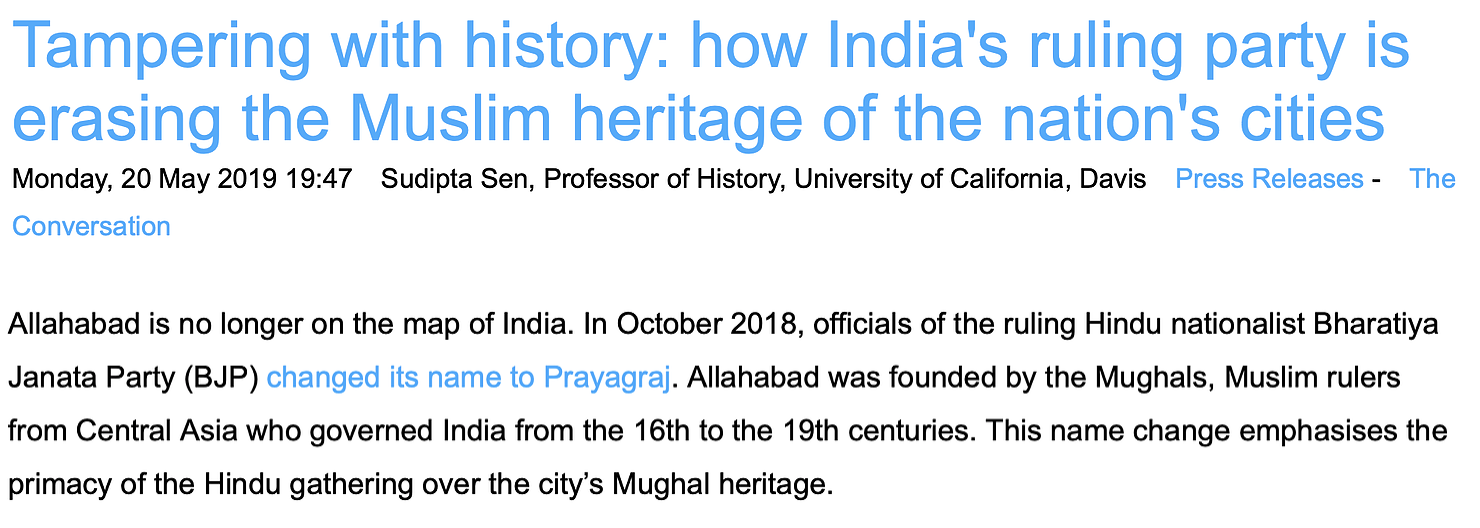 Tampering with history: how India's ruling party is
erasing the Muslim heritage of the nation's cities
Monday, 20 May 2019 19:47 Sudipta Sen, Professor of History, University of California, Davis Press Releases - The
Conversation
Allahabad is no longer on the map of India. In October 2018, officials of the ruling Hindu nationalist Bharatiya
Janata Party (BJP) changed its name to Prayagraj. Allahabad was founded by the Mughals, Muslim rulers
from Central Asia who governed India from the 16th to the 19th centuries. This name change emphasises the
primacy of the Hindu gathering over the city’s Mughal heritage.